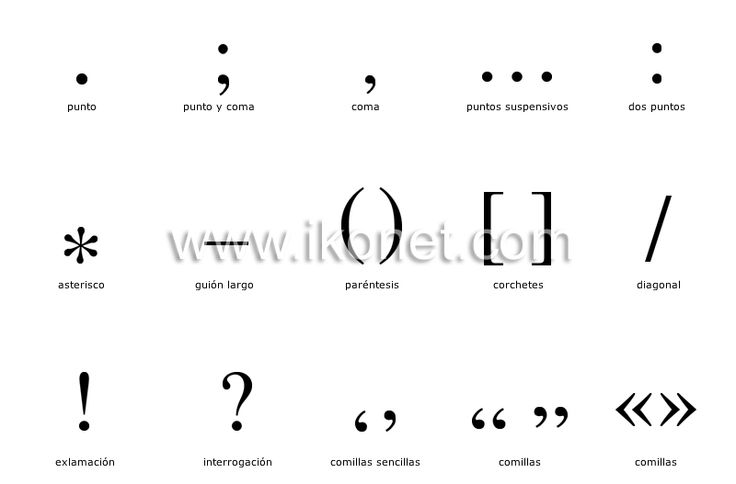 . ; , ... :
punto punto y coma coma puntos suspensivos dos puntos
* – ( ) [ ] /
www.ikonet.com
asterisco guión largo paréntesis corchetes diagonal
! ? ‘ ’ “ ” « »
exlamación interrogación comillas sencillas comillas comillas